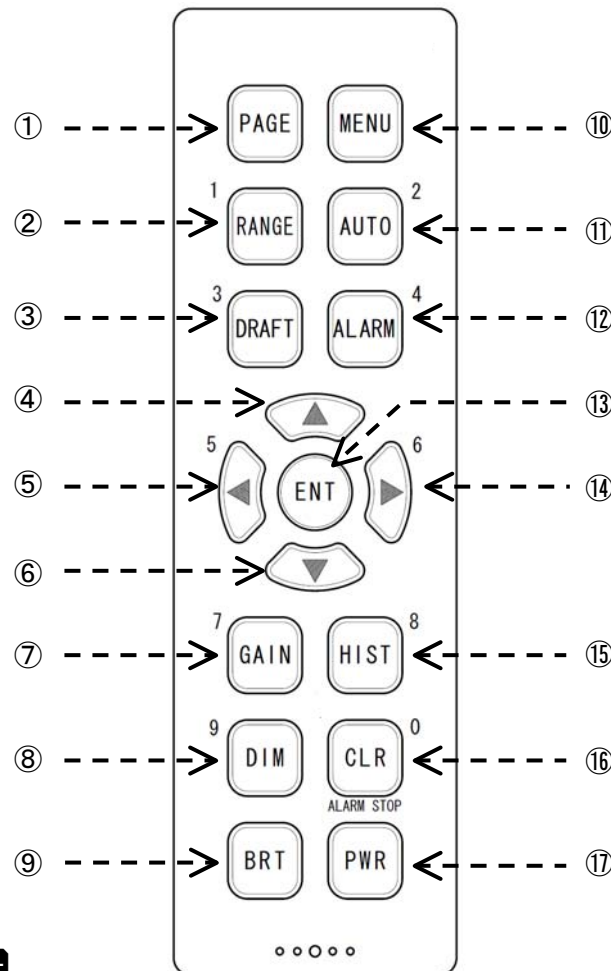 ① PAGE MENU ⑩
1 2
② RANGE AUTO ⑪
3 4
③ DRAFT ALARM ⑫
④ ▲ ⑬
5 6
⑤ ◀ ENT ▶ ⑭
⑥ ▼
7 8
⑦ GAIN HIST ⑮
9 0
⑧ DIM CLR ⑯
ALARM STOP
⑨ BRT PWR ⑰